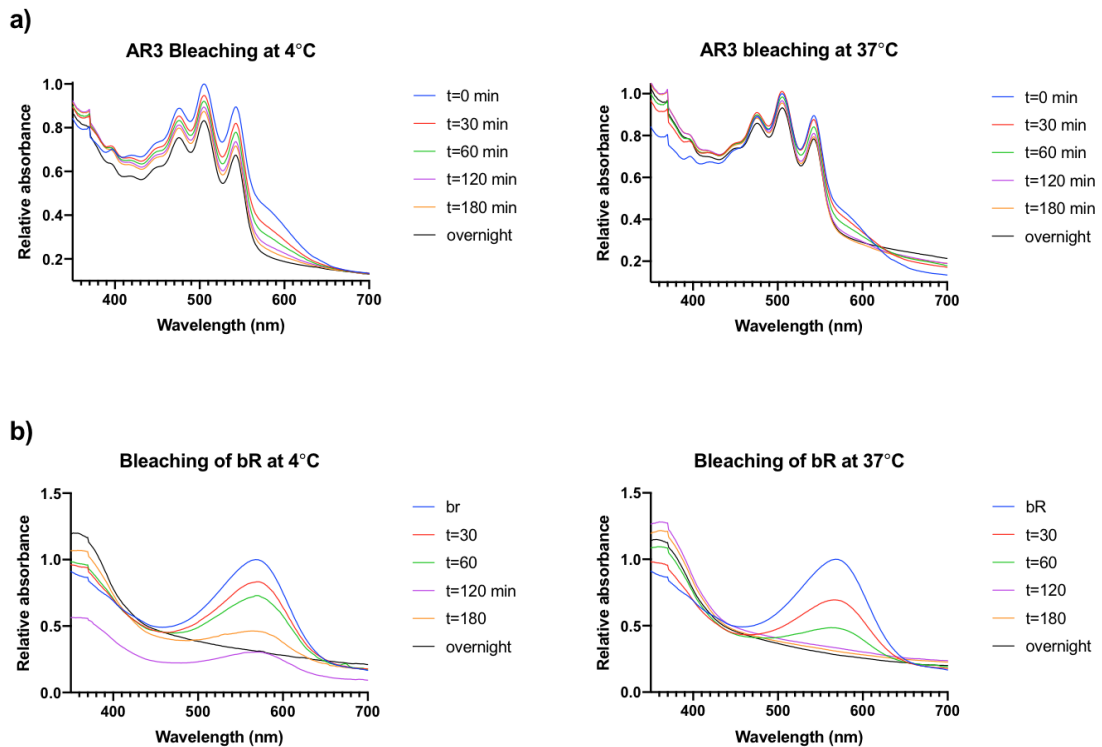 a)
AR3 Bleaching at 4°C
Relative absorbance
1.0
0.8
0.6
0.4
0.2
400
500
600
700
Wavelength (nm)
t=0 min
t=30 min
t=60 min
t=120 min
t=180 min
overnight
AR3 bleaching at 37°C
Relative absorbance
1.0
0.8
0.6
0.4
0.2
400
500
600
700
Wavelength (nm)
t=0 min
t=30 min
t=60 min
t=120 min
t=180 min
overnight
b)
Bleaching of bR at 4°C
Relative absorbance
1.5
1.0
0.5
0.0
400
500
600
700
Wavelength (nm)
br
t=30
t=60
t=120 min
t=180
overnight
Bleaching of bR at 37°C
Relative absorbance
1.5
1.0
0.5
0.0
400
500
600
700
Wavelength (nm)
bR
t=30
t=60
t=120
t=180
overnight